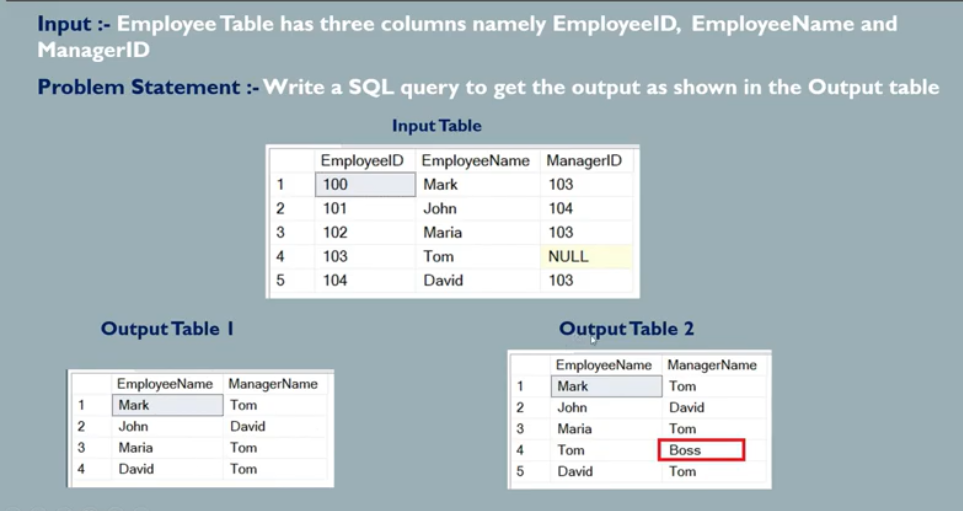 Input :- Employee Table has three columns namely EmployeeID, EmployeeName and
ManagerID
Problem Statement :- Write a SQL query to get the output as shown in the Output table
Input Table
EmployeeID EmployeeName ManagerID
1 100 Mark 103
2 101 John 104
3 102 Maria 103
4 103 Tom NULL
5 104 David 103
Output Table 1
EmployeeName ManagerName
1 Mark Tom
2 John David
3 Maria Tom
4 David Tom
Output Table 2
EmployeeName ManagerName
1 Mark Tom
2 John David
3 Maria Tom
4 Tom Boss
5 David Tom